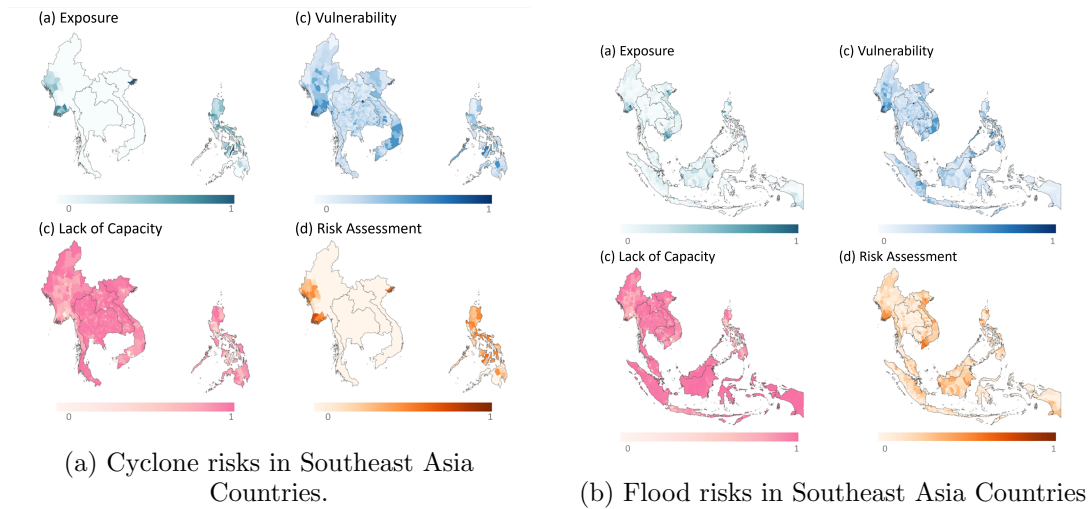 (a) Exposure
(c) Vulnerability
0
1
0
1
(c) Lack of Capacity
(d) Risk Assessment
0
1
0
1
(a) Cyclone risks in Southeast Asia
Countries.
(a) Exposure
(c) Vulnerability
0
1
0
1
(c) Lack of Capacity
(d) Risk Assessment
0
1
0
1
(b) Flood risks in Southeast Asia Countries